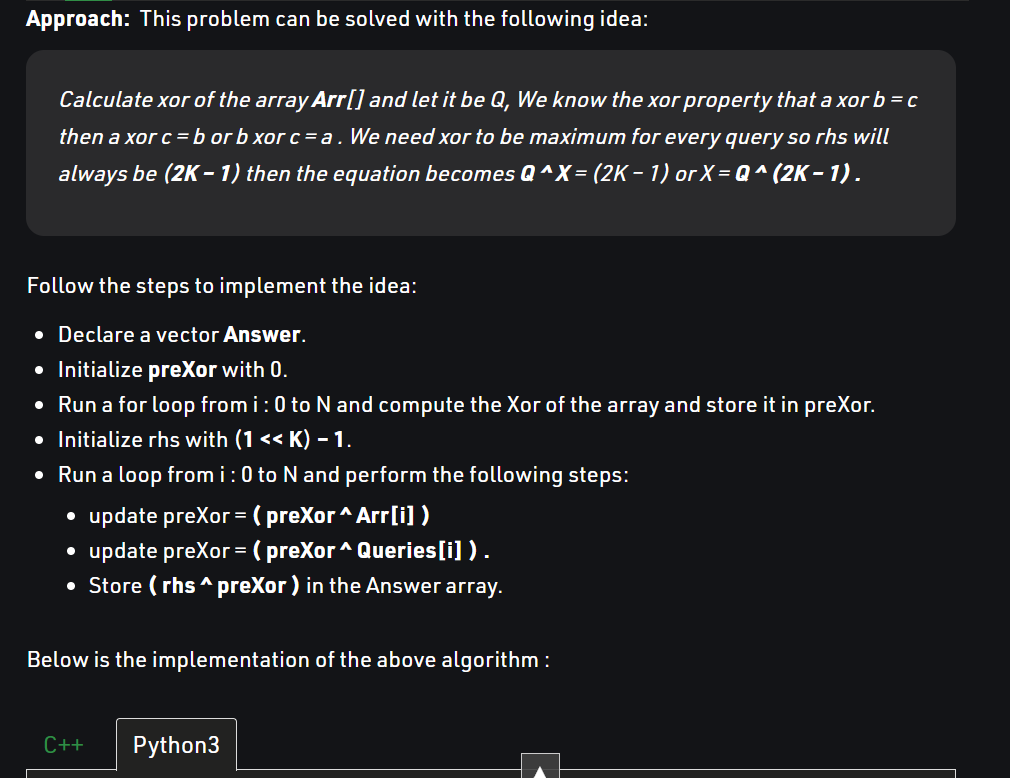 Approach: This problem can be solved with the following idea:
Calculate xor of the array Arr[] and let it be Q, We know the xor property that a xor b = c
then a xor c = b or b xor c = a . We need xor to be maximum for every query so rhs will
always be (2K – 1) then the equation becomes Q ^ X = (2K – 1) or X = Q ^ (2K – 1) .
Follow the steps to implement the idea:
• Declare a vector Answer.
• Initialize preXor with 0.
• Run a for loop from i : 0 to N and compute the Xor of the array and store it in preXor.
• Initialize rhs with (1 << K) – 1.
• Run a loop from i : 0 to N and perform the following steps:
• update preXor = ( preXor ^ Arr[i] )
• update preXor = ( preXor ^ Queries[i] ) .
• Store ( rhs ^ preXor ) in the Answer array.
Below is the implementation of the above algorithm :
C++ Python3